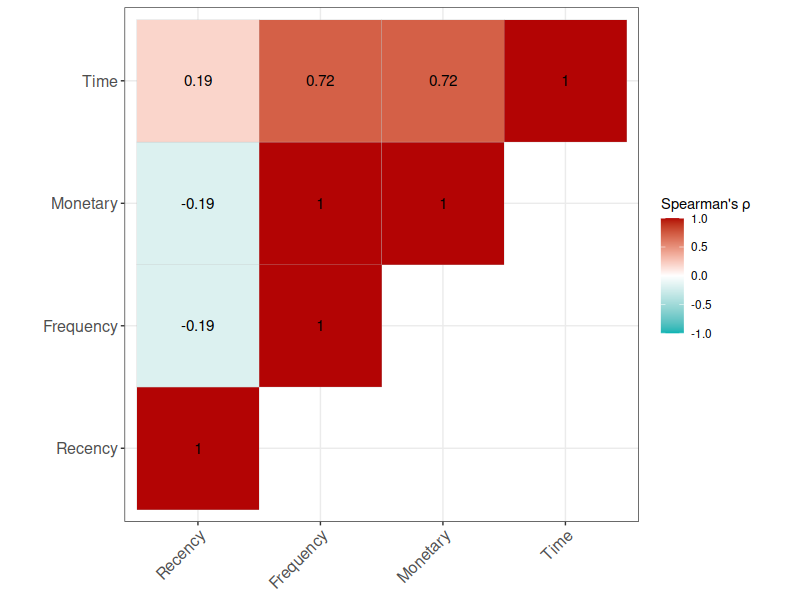 Time
0.19
0.72
0.72
1
Monetary
-0.19
1
1
Frequency
-0.19
1
Recency
1
Recency
Frequency
Monetary
Time
Spearman's ρ
1.0
0.5
0.0
-0.5
-1.0